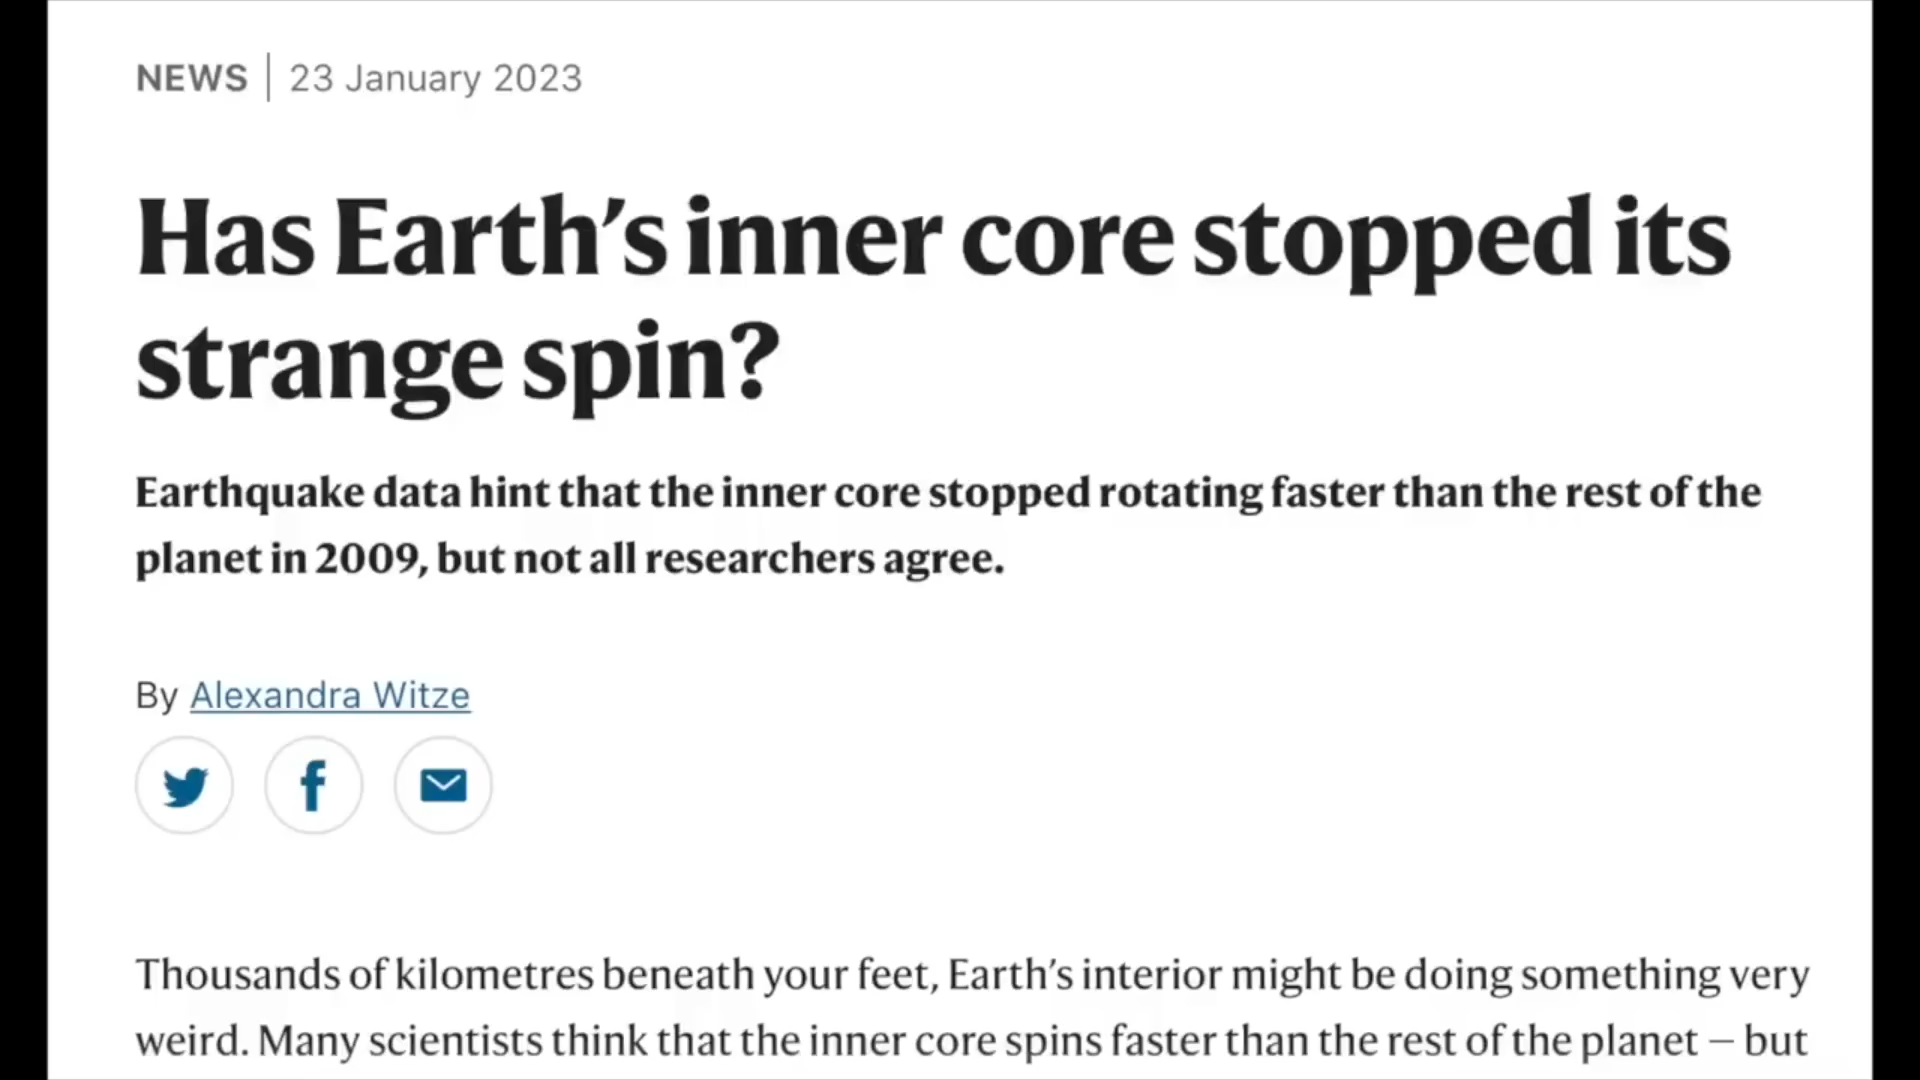 NEWS | 23 January 2023
Has Earth’s inner core stopped its
strange spin?
Earthquake data hint that the inner core stopped rotating faster than the rest of the
planet in 2009, but not all researchers agree.
By Alexandra Witze
Thousands of kilometres beneath your feet, Earth’s interior might be doing something very
weird. Many scientists think that the inner core spins faster than the rest of the planet — but